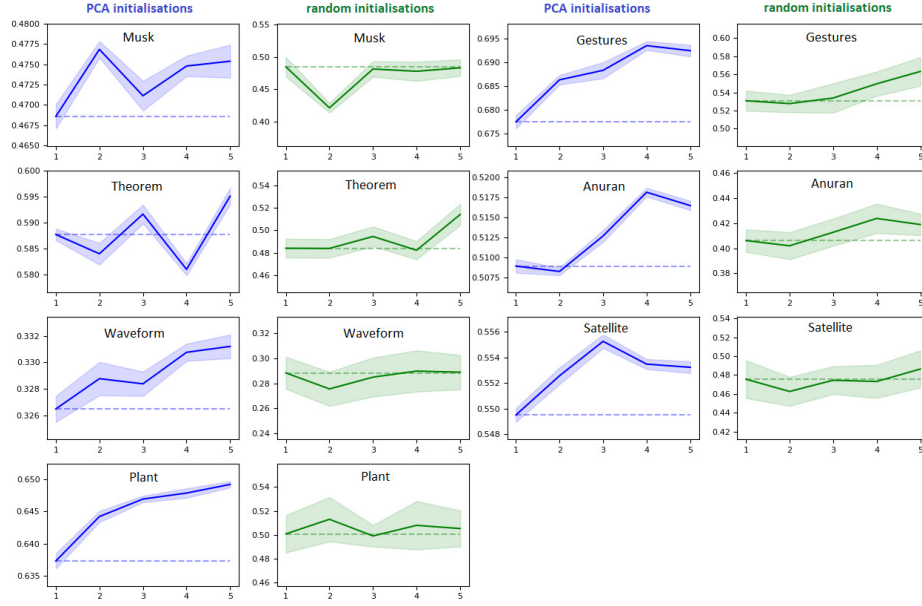 PCA initialisations random initialisations PCA initialisations random initialisations
Musk
0.4800
0.4775
0.4750
0.4725
0.4700
0.4675
0.4650
1 2 3 4 5
Musk
0.55
0.50
0.45
0.40
1 2 3 4 5
Gestures
0.695
0.690
0.685
0.680
0.675
1 2 3 4 5
Gestures
0.60
0.58
0.56
0.54
0.52
0.50
1 2 3 4 5
Theorem
0.600
0.595
0.590
0.585
0.580
1 2 3 4 5
Theorem
0.54
0.52
0.50
0.48
0.46
1 2 3 4 5
Anuran
0.5200
0.5175
0.5150
0.5125
0.5100
0.5075
1 2 3 4 5
Anuran
0.46
0.44
0.42
0.40
0.38
1 2 3 4 5
Waveform
0.332
0.330
0.328
0.326
1 2 3 4 5
Waveform
0.32
0.30
0.28
0.26
0.24
1 2 3 4 5
Satellite
0.556
0.554
0.552
0.550
0.548
1 2 3 4 5
Satellite
0.54
0.52
0.50
0.48
0.46
0.44
0.42
1 2 3 4 5
Plant
0.650
0.645
0.640
0.635
1 2 3 4 5
Plant
0.54
0.52
0.50
0.48
0.46
1 2 3 4 5